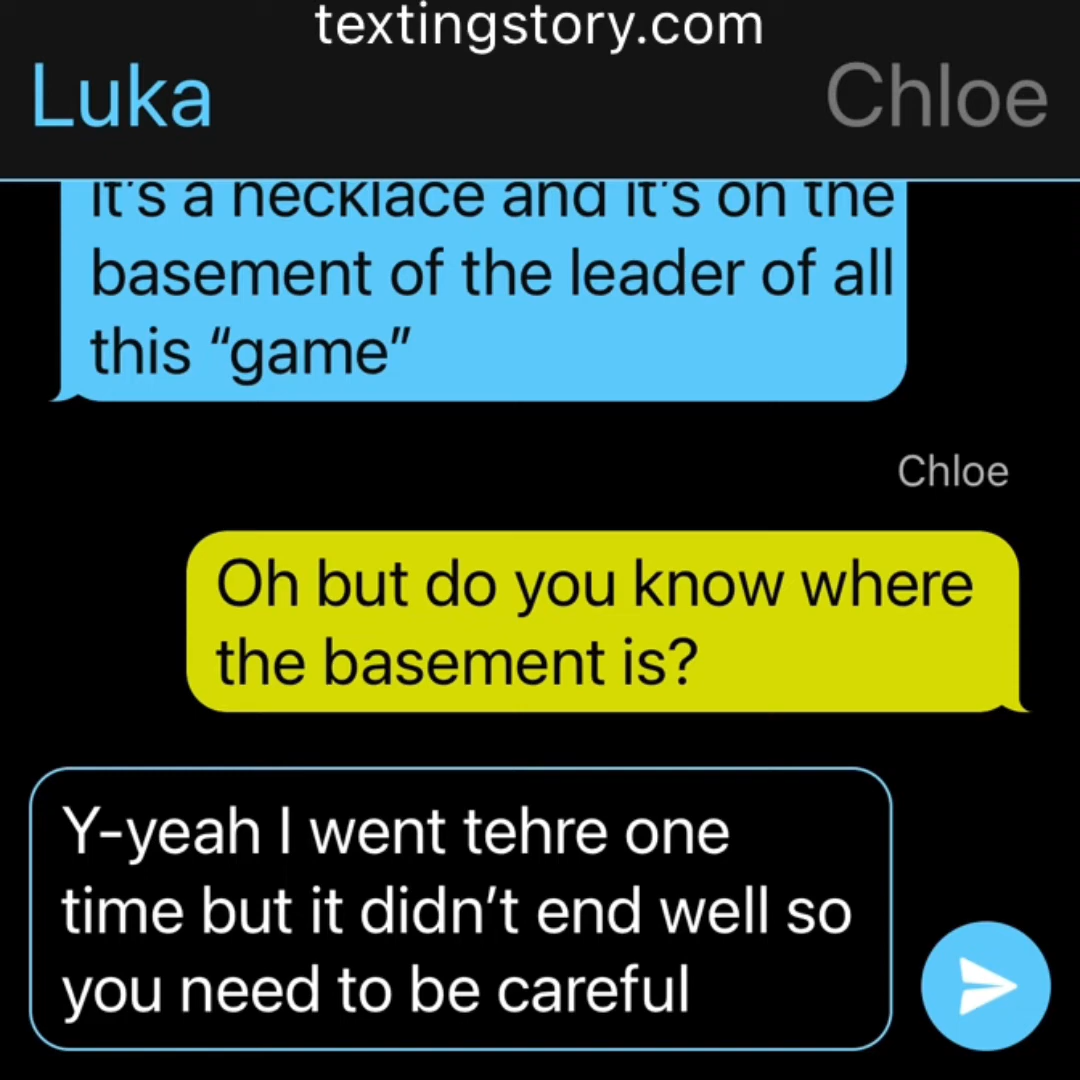 textingstory.com
Luka
Chloe
it's a necklace and it's on the
basement of the leader of all
this “game”
Chloe
Oh but do you know where
the basement is?
Y-yeah I went tehre one
time but it didn’t end well so
you need to be careful